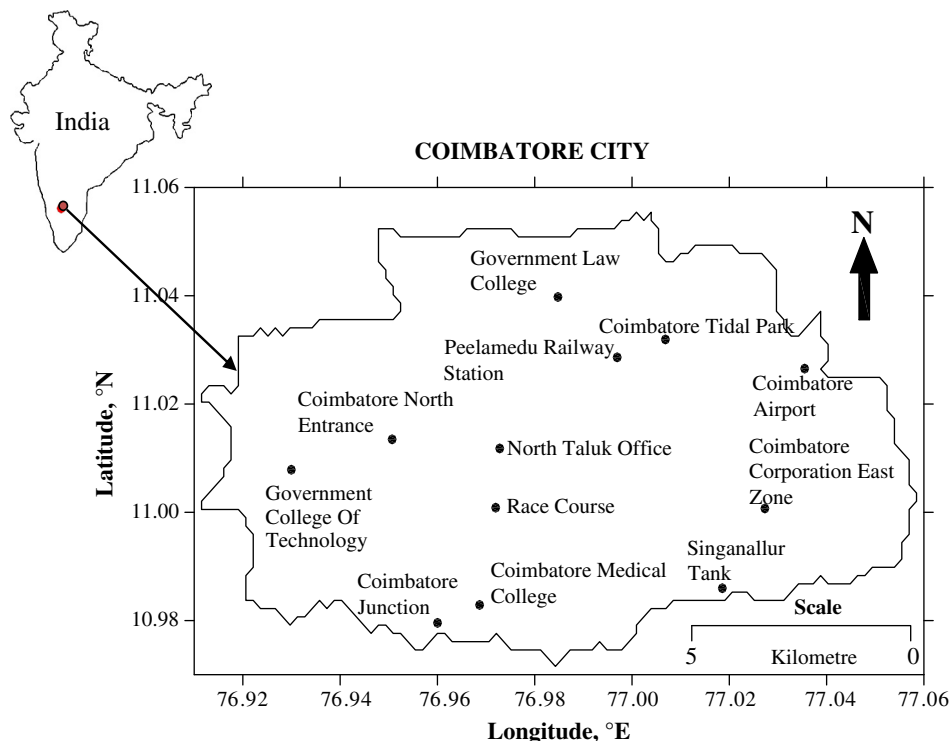 India
COIMBATORE CITY
11.06
11.04
11.02
11.00
10.98
Latitude, °N
N
Government Law
College
Coimbatore Tidal Park
Peelamedu Railway
Station
Coimbatore
Airport
Coimbatore North
Entrance
North Taluk Office
Coimbatore
Corporation East
Zone
Government
College Of
Technology
Race Course
Singanallur
Tank
Coimbatore
Junction
Coimbatore Medical
College
Scale
5 Kilometre 0
76.92 76.94 76.96 76.98 77.00 77.02 77.04 77.06
Longitude, °E